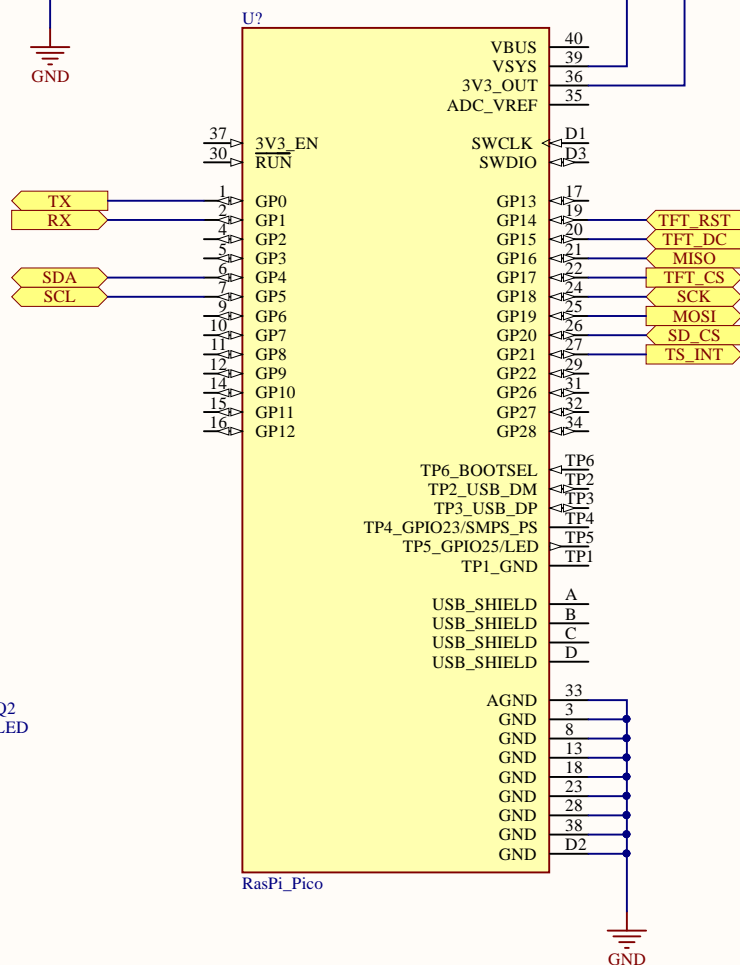 U?
GND
VBUS 40
VSYS 39
3V3_OUT 36
ADC_VREF 35
37 3V3_EN
SWCLK D1
30 RUN
SWDIO D3
TX 1 GP0
GP13 17
RX 2 GP1
GP14 19 TFT_RST
4 GP2
GP15 20 TFT_DC
5 GP3
GP16 21 MISO
SDA 6 GP4
GP17 22 TFT_CS
SCL 7 GP5
GP18 24 SCK
9 GP6
GP19 25 MOSI
10 GP7
GP20 26 SD_CS
11 GP8
GP21 27 TS_INT
12 GP9
GP22 29
14 GP10
GP26 31
15 GP11
GP27 32
16 GP12
GP28 34
TP6_BOOTSEL TP6
TP2_USB_DM TP2
TP3_USB_DP TP3
TP4_GPIO23/SMPS_PS TP4
TP5_GPIO25/LED TP5
TP1_GND TP1
USB_SHIELD A
USB_SHIELD B
USB_SHIELD C
USB_SHIELD D
AGND 33
Q2
LED
GND 3
GND 8
GND 13
GND 18
GND 23
GND 28
GND 38
GND D2
RasPi_Pico
GND